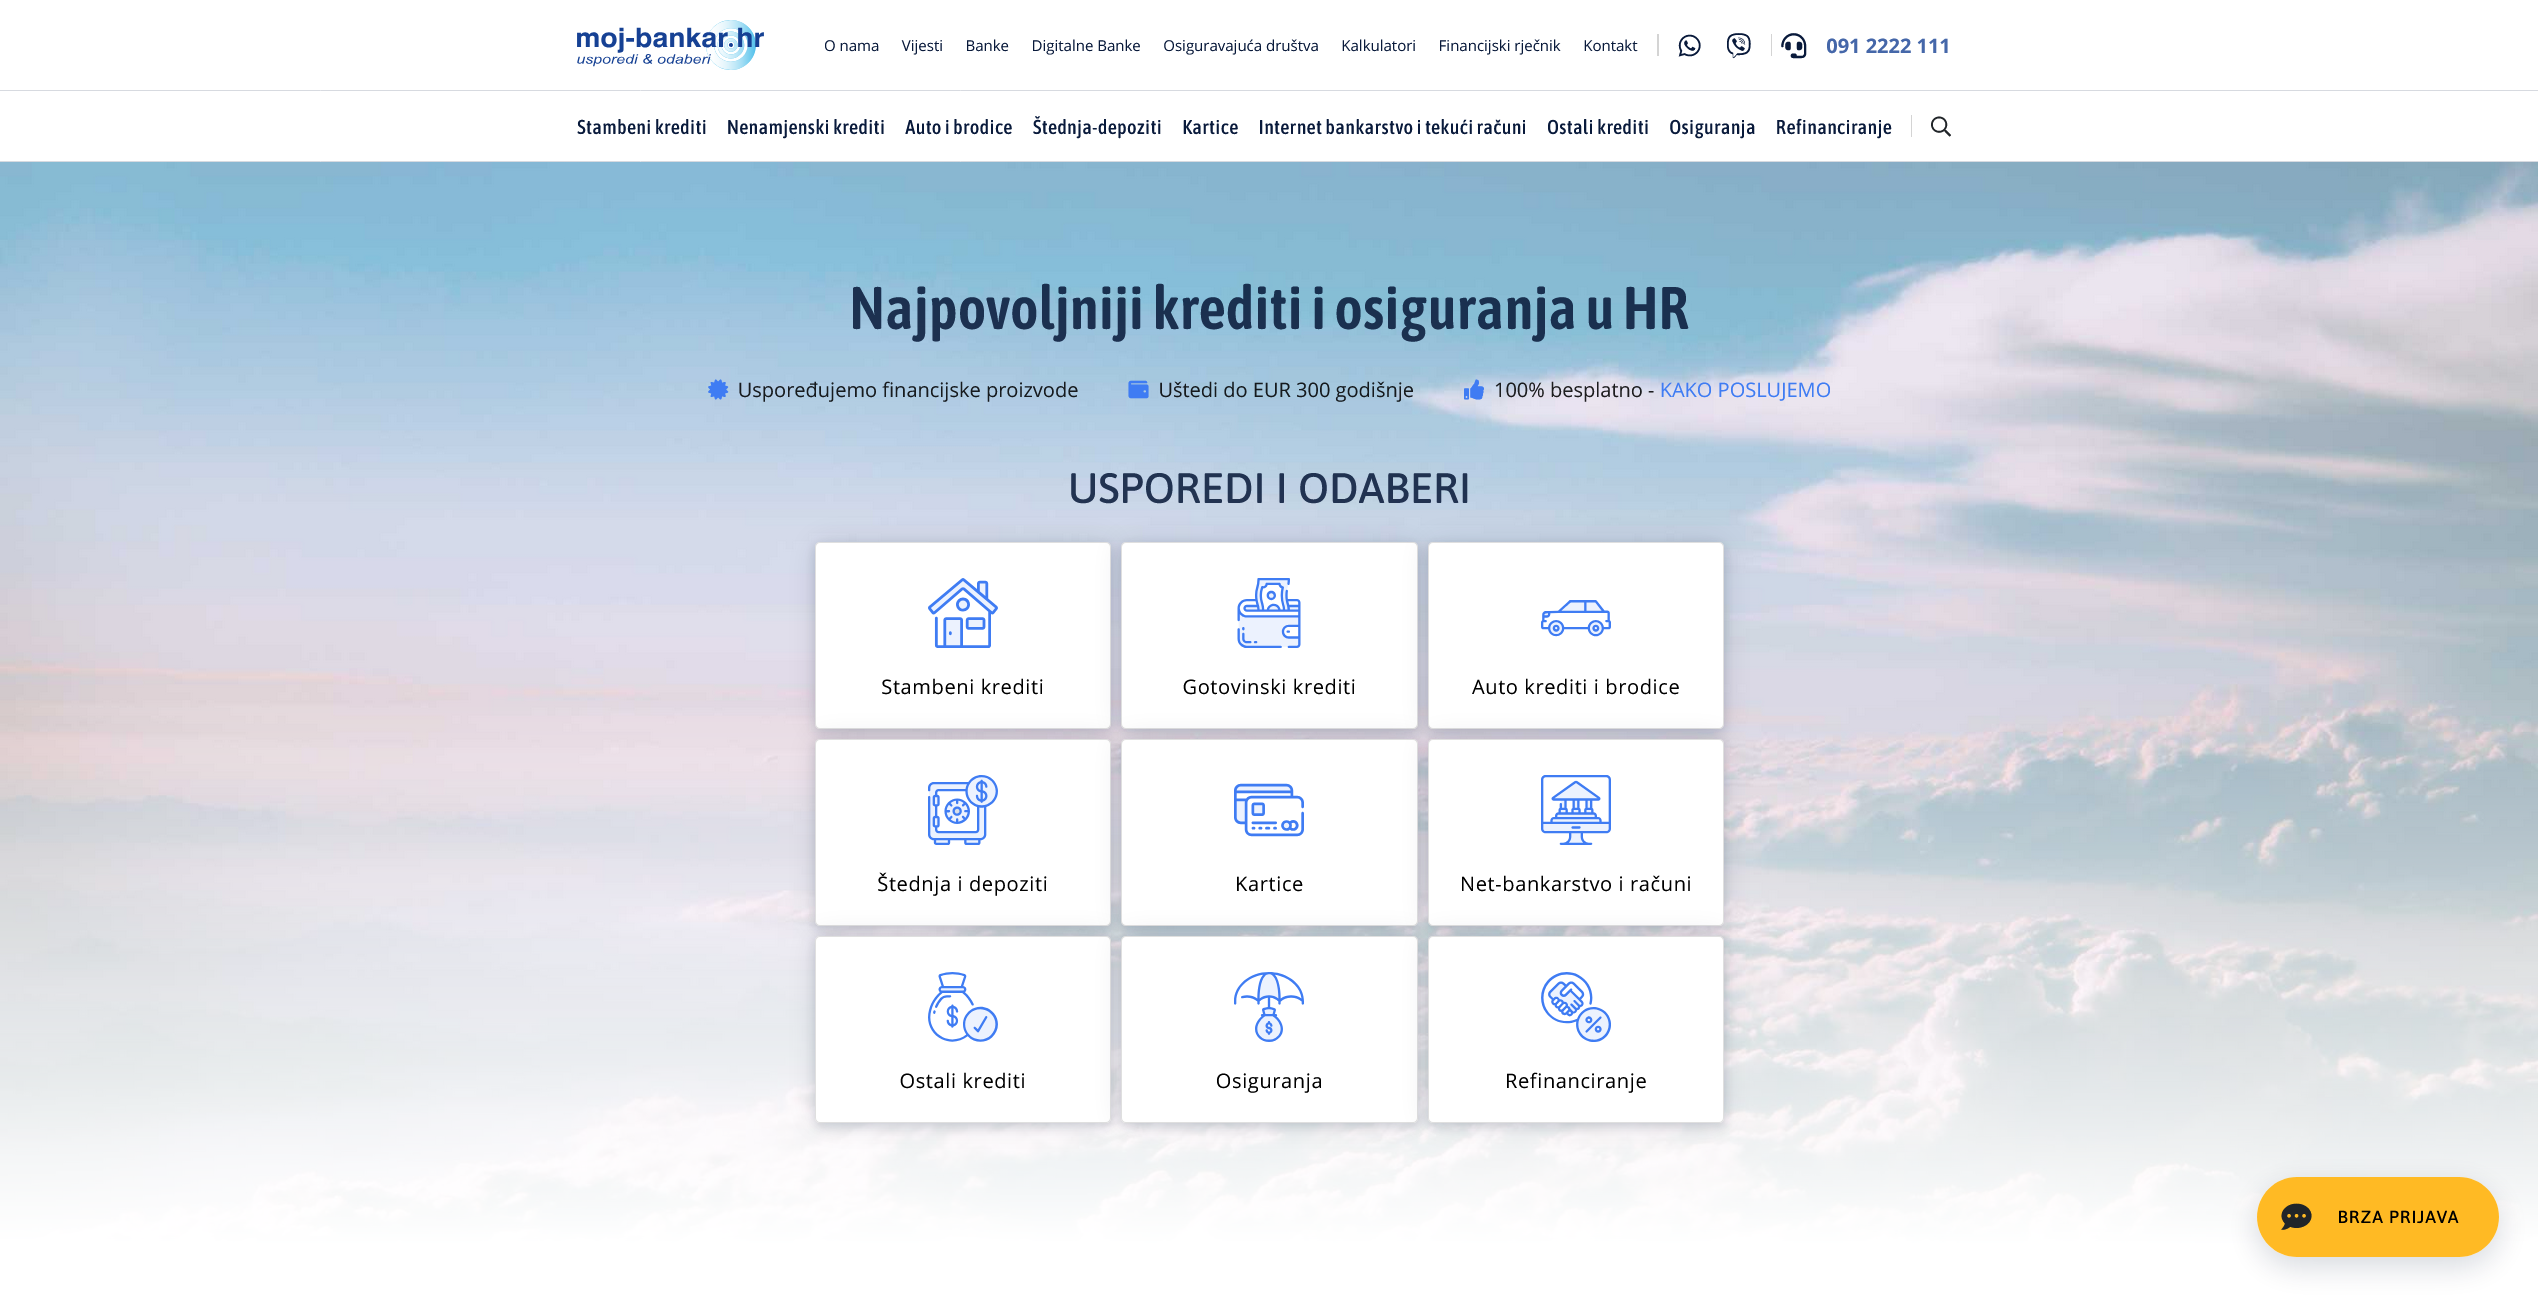 moj-bankar.hr
usporedi & odaberi
O nama Vijesti Banke Digitalne Banke Osiguravajuća društva Kalkulatori Financijski rječnik Kontakt 091 2222 111
Stambeni krediti Nenamjenski krediti Auto i brodice Štednja-depoziti Kartice Internet bankarstvo i tekući računi Ostali krediti Osiguranja Refinanciranje
Najpovoljniji krediti i osiguranja u HR
Uspoređujemo financijske proizvode Uštedi do EUR 300 godišnje 100% besplatno - KAKO POSLUJEMO
USPOREDI I ODABERI
Stambeni krediti Gotovinski krediti Auto krediti i brodice
Štednja i depoziti Kartice Net-bankarstvo i računi
Ostali krediti Osiguranja Refinanciranje
BRZA PRIJAVA